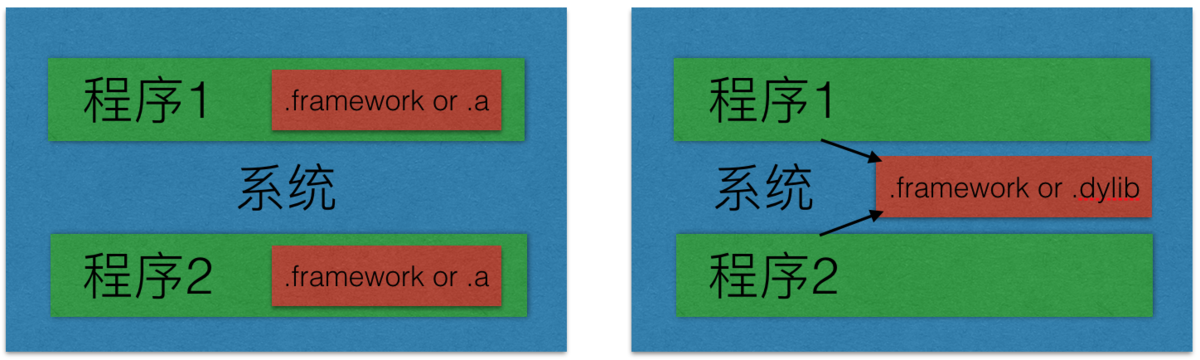 程序1
.framework or .a
系统
程序2
.framework or .a
程序1
系统
.framework or .dylib
程序2